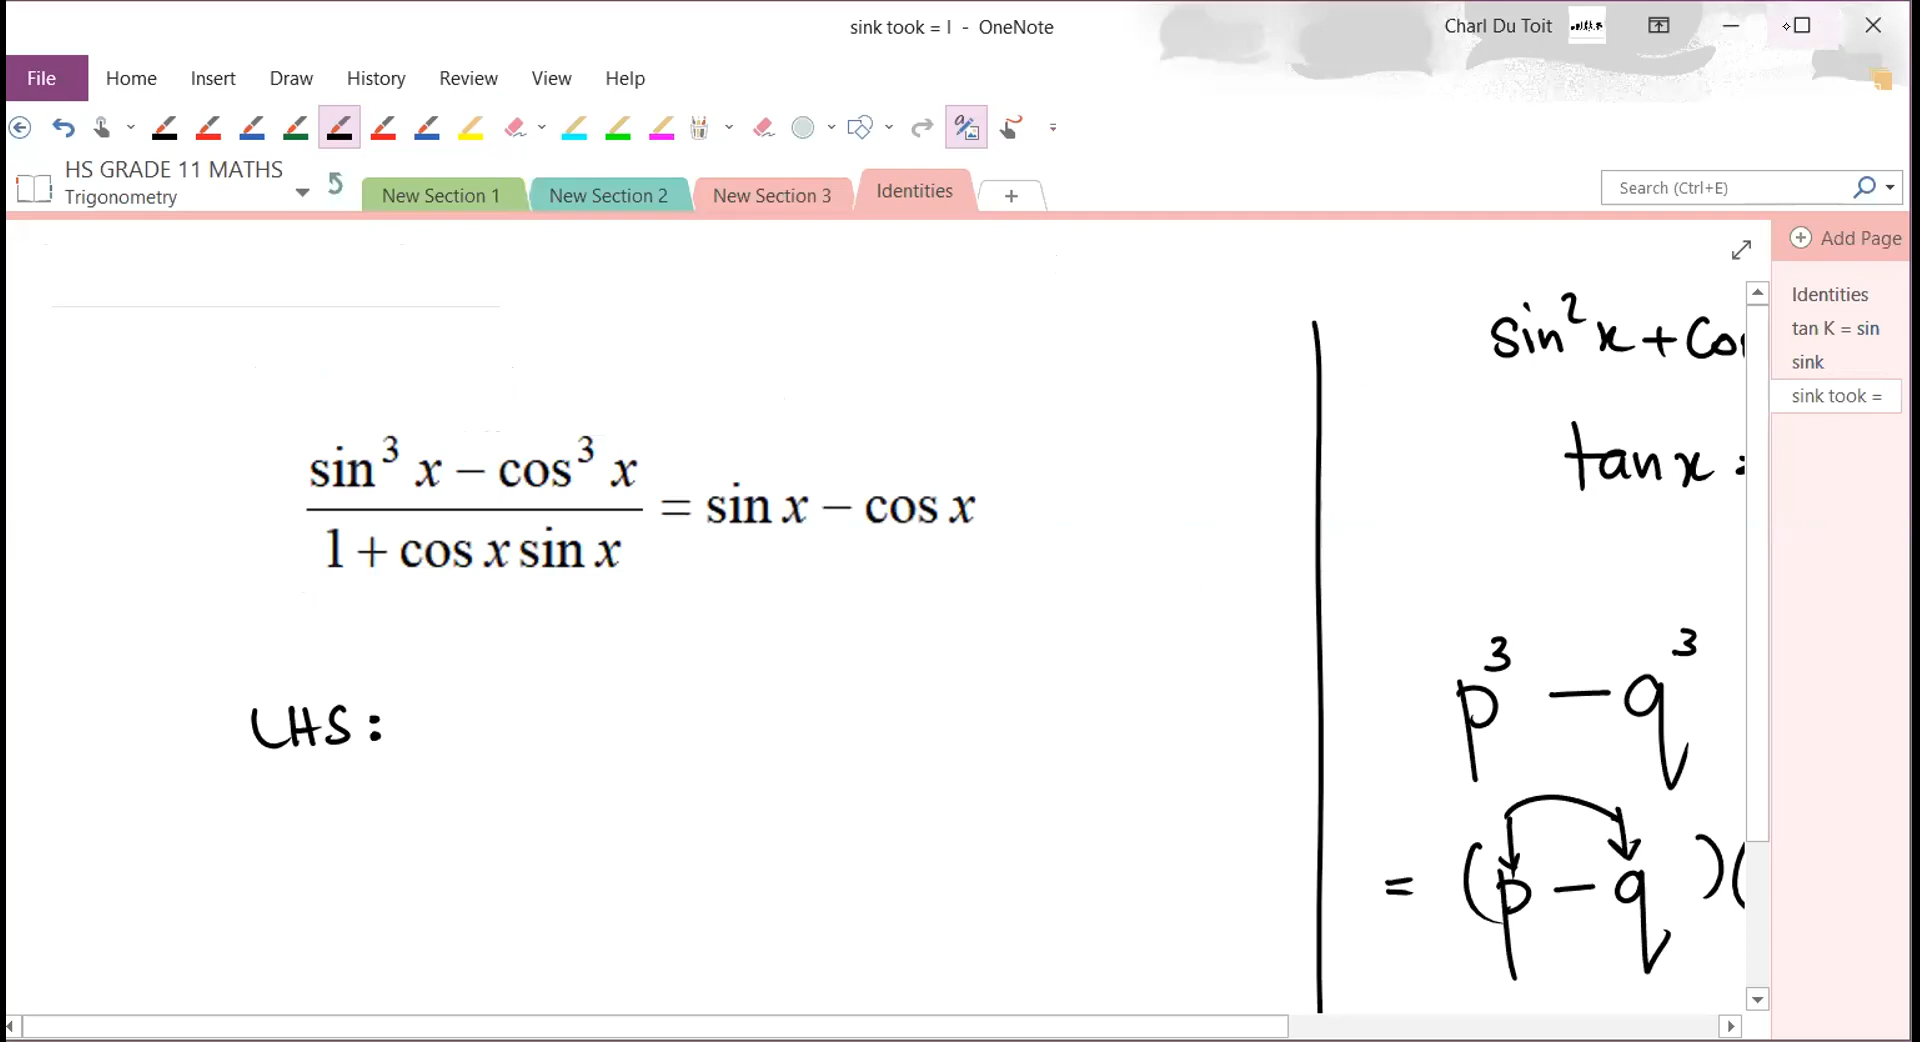 sink took = l - OneNote
Charl Du Toit
File Home Insert Draw History Review View Help
HS GRADE 11 MATHS
Trigonometry
New Section 1 New Section 2 New Section 3 Identities +
Search (Ctrl+E)
Add Page
Identities
tan K = sin
sink
sink took =
sin³ x − cos³ x
1 + cos x sin x
= sin x − cos x
LHS:
sin² x + cos
tan x =
p³ − q³
= (p − q)(